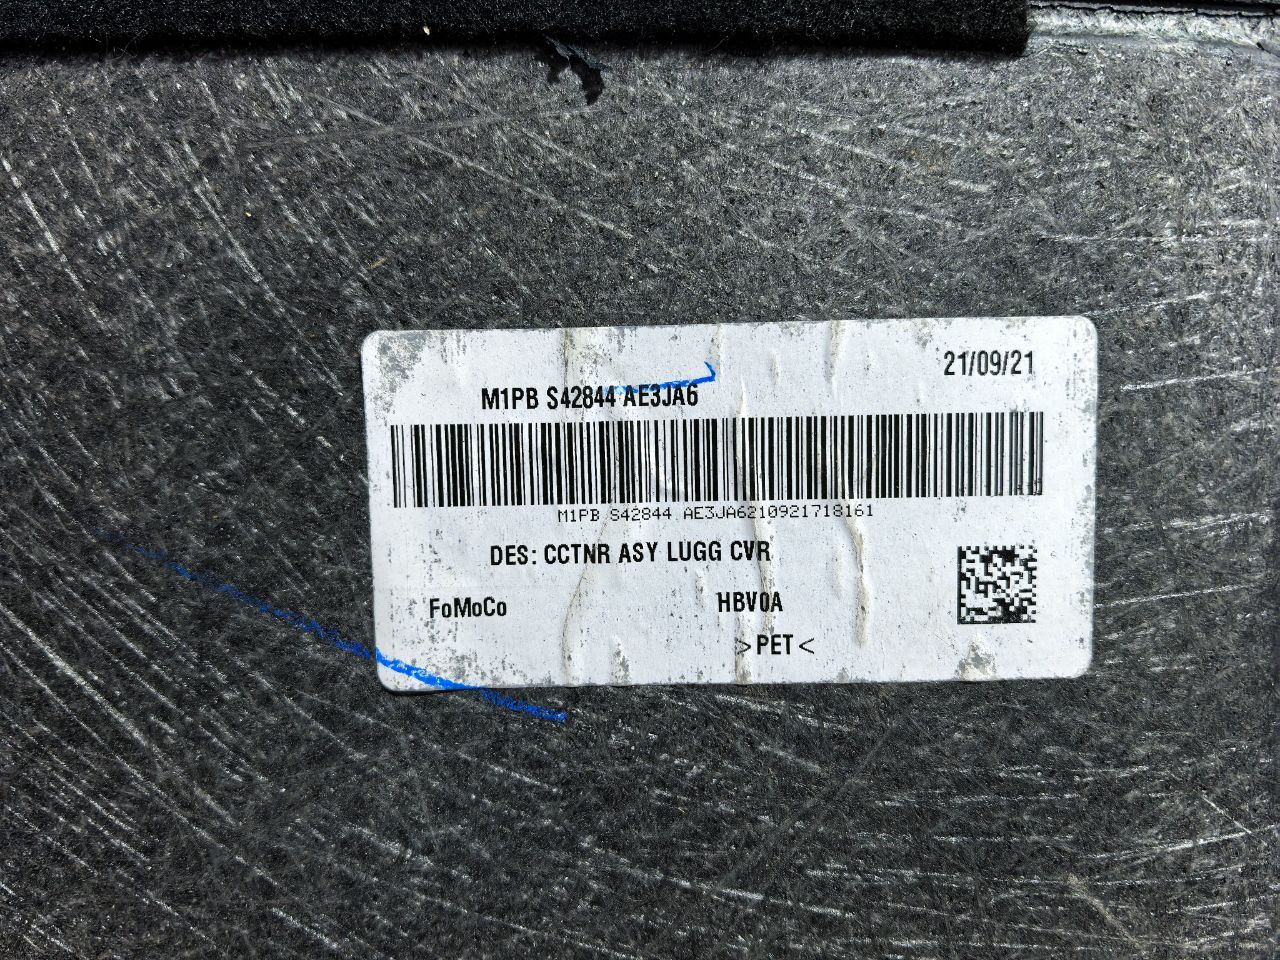 21/09/21
M1PB S42844 AE3JA6
M1PB S42844 AE3JA6210921718161
DES: CCTNR ASY LUGG CVR
FoMoCo HBV0A
>PET<